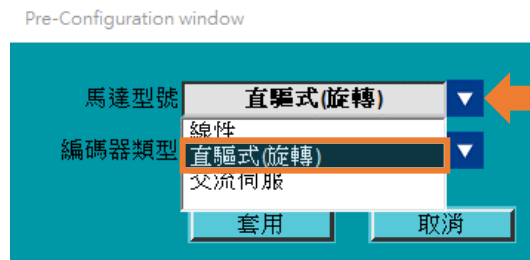 Pre-Configuration window
馬達型號 直驅式(旋轉)
線性
編碼器類型 直驅式(旋轉)
交流伺服
套用 取消